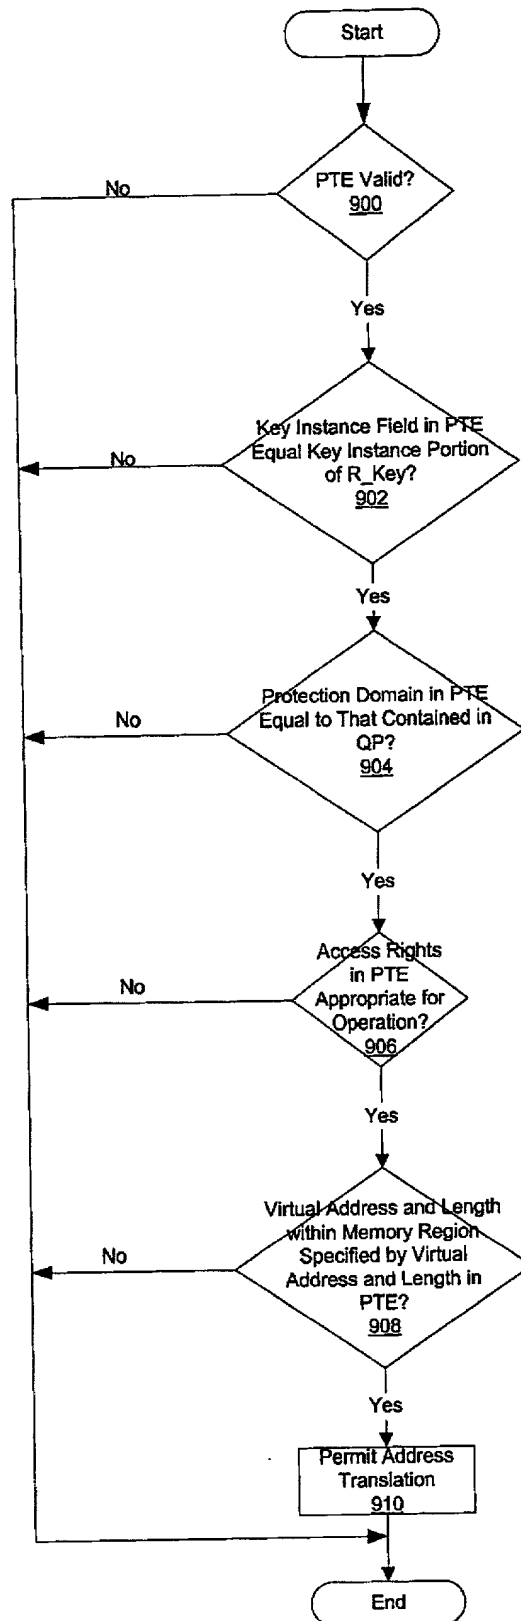 Start
PTE Valid?
900
No
Yes
Key Instance Field in PTE
Equal Key Instance Portion
of R_Key?
902
No
Yes
Protection Domain in PTE
Equal to That Contained in
QP?
904
No
Yes
Access Rights
in PTE
Appropriate for
Operation?
906
No
Yes
Virtual Address and Length
within Memory Region
Specified by Virtual
Address and Length in
PTE?
908
No
Yes
Permit Address
Translation
910
End